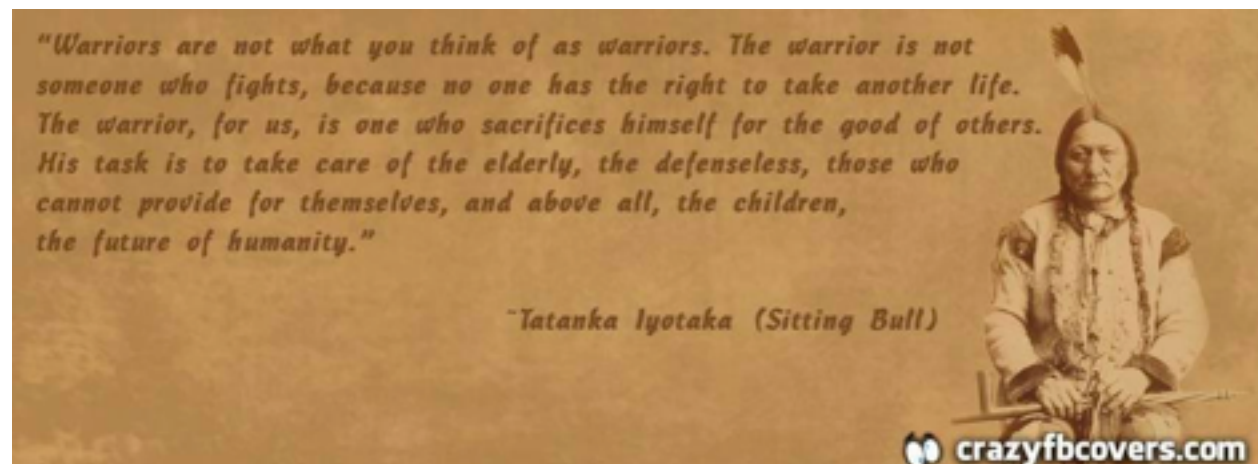 “Warriors are not what you think of as warriors. The warrior is not
someone who fights, because no one has the right to take another life.
The warrior, for us, is one who sacrifices himself for the good of others.
His task is to take care of the elderly, the defenseless, those who
cannot provide for themselves, and above all, the children,
the future of humanity.”
~Tatanka Iyotaka (Sitting Bull)
crazyfbcovers.com